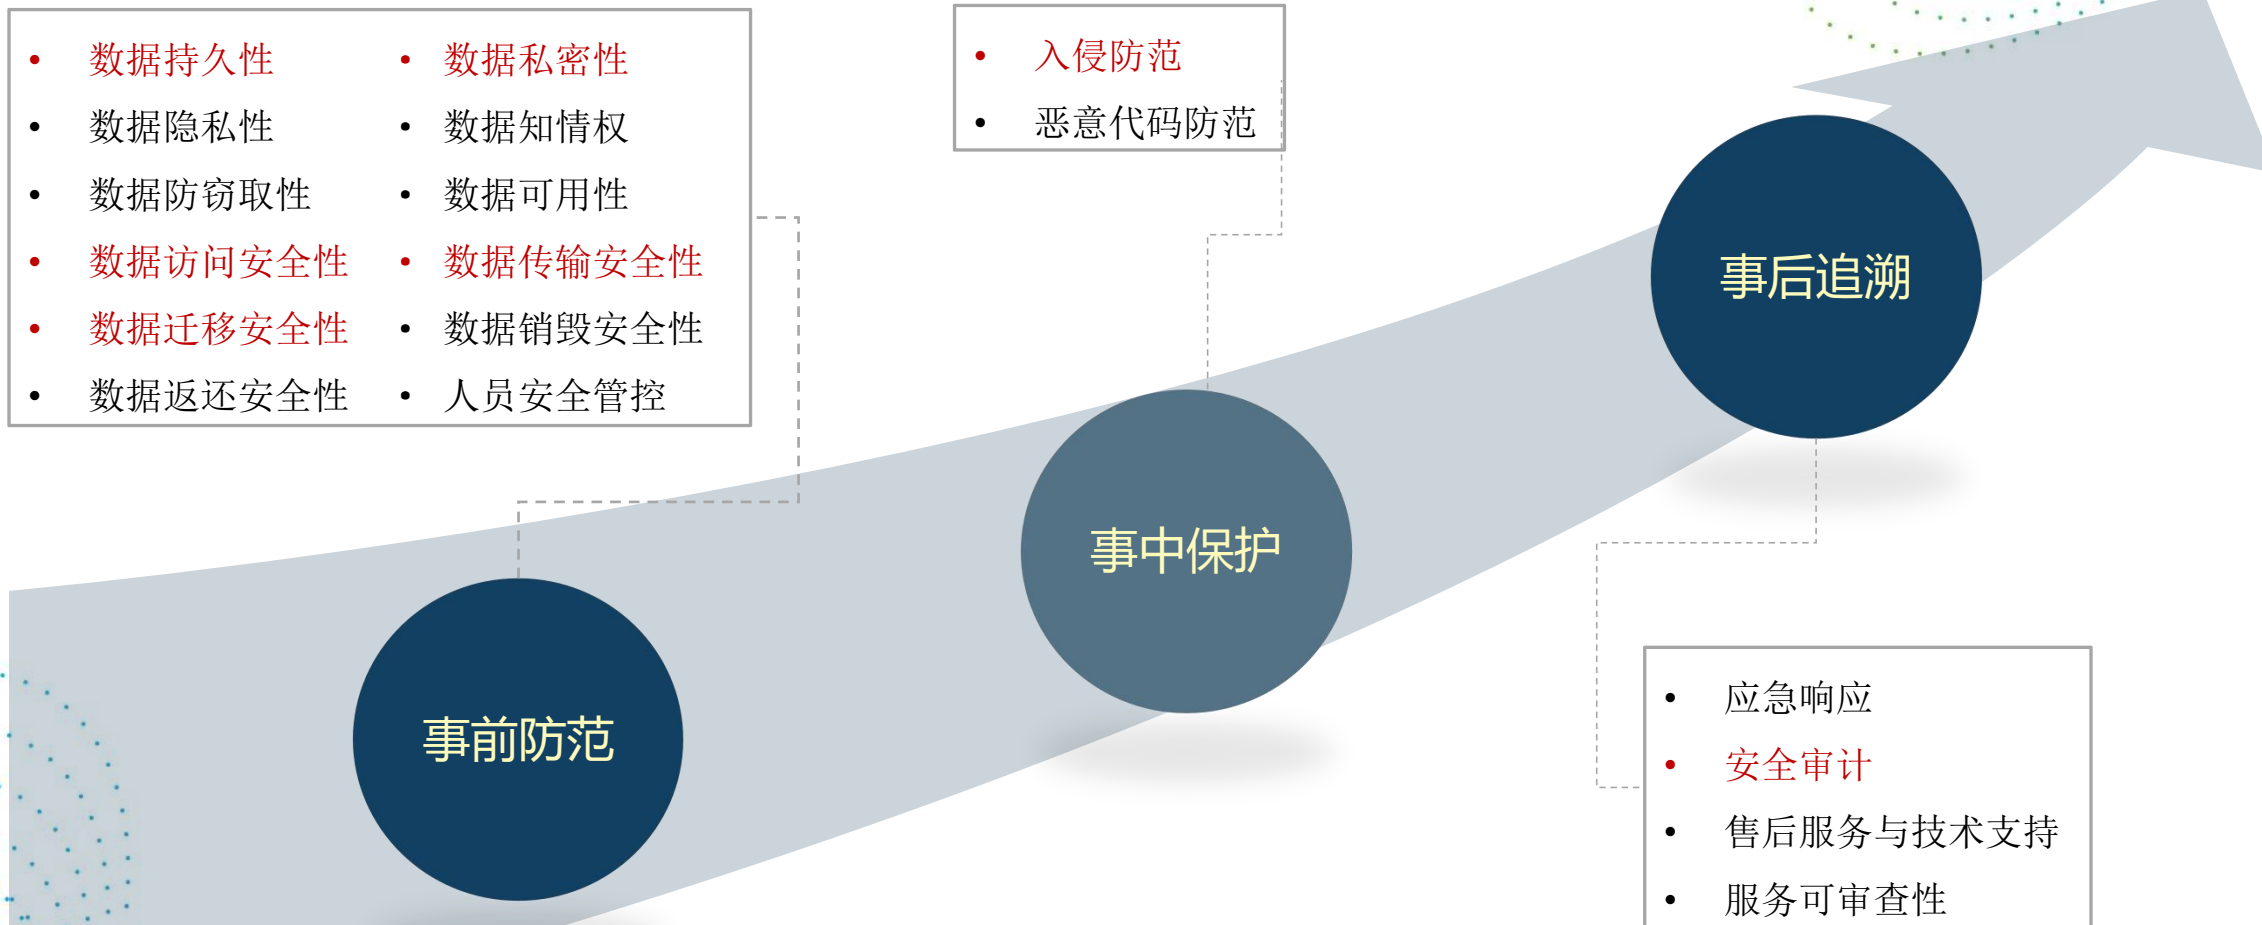 • 数据持久性
• 数据隐私性
• 数据防窃取性
• 数据访问安全性
• 数据迁移安全性
• 数据返还安全性
• 数据私密性
• 数据知情权
• 数据可用性
• 数据传输安全性
• 数据销毁安全性
• 人员安全管控
• 入侵防范
• 恶意代码防范
事前防范
事中保护
事后追溯
• 应急响应
• 安全审计
• 售后服务与技术支持
• 服务可审查性